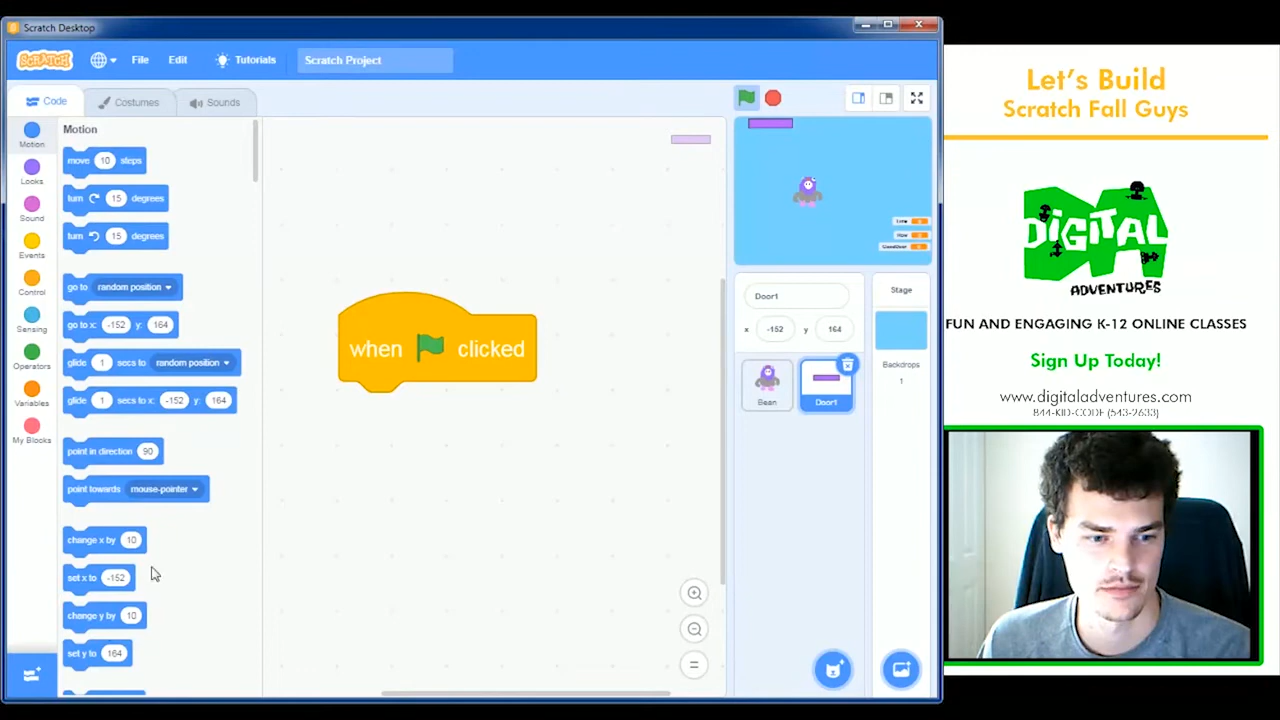 Scratch Desktop
SCRATCH
File
Edit
Tutorials
Scratch Project
Code
Costumes
Sounds
Motion
Looks
Sound
Events
Control
Sensing
Operators
Variables
My Blocks
Motion
move 10 steps
turn 15 degrees
turn 15 degrees
go to random position
go to x: -152 y: 164
glide 1 secs to random position
glide 1 secs to x: -152 y: 164
point in direction 90
point towards mouse-pointer
change x by 10
set x to -152
change y by 10
set y to 164
when clicked
Door1
x -152 y 164
Bean
Door1
Stage
Backdrops
1
Let's Build
Scratch Fall Guys
DIGITAL
ADVENTURES
FUN AND ENGAGING K-12 ONLINE CLASSES
Sign Up Today!
www.digitaladventures.com
844-KID-CODE (543-2633)